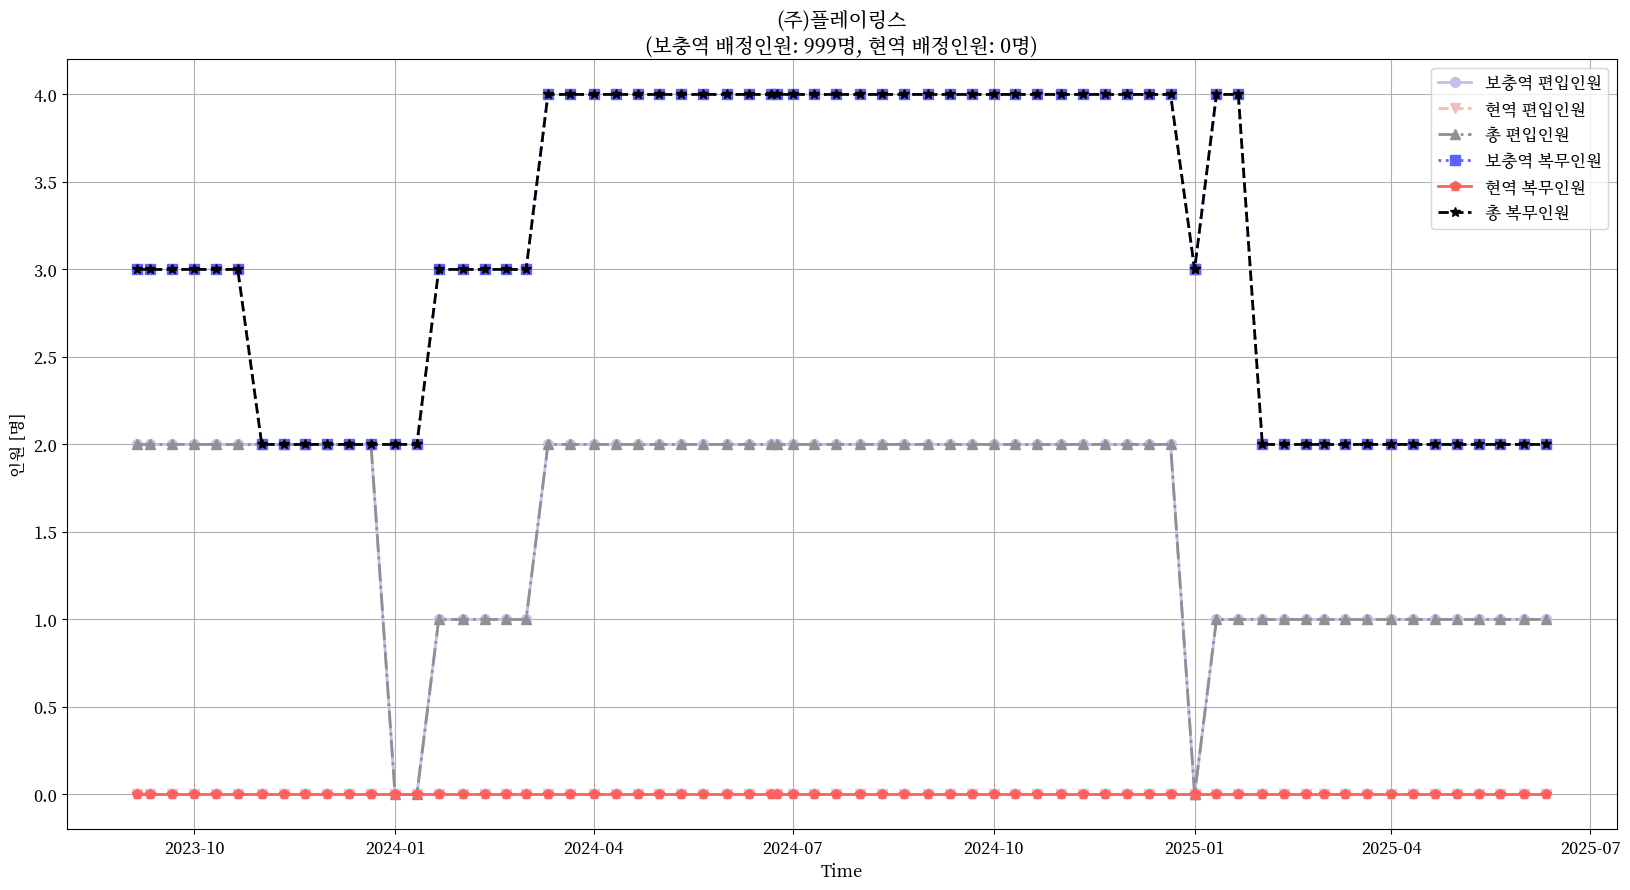 (주)플레이링스
(보충역 배정인원: 999명, 현역 배정인원: 0명)
보충역 편입인원
현역 편입인원
총 편입인원
보충역 복무인원
현역 복무인원
총 복무인원
인원 [명]
4.0
3.5
3.0
2.5
2.0
1.5
1.0
0.5
0.0
2023-10 2024-01 2024-04 2024-07 2024-10 2025-01 2025-04 2025-07
Time